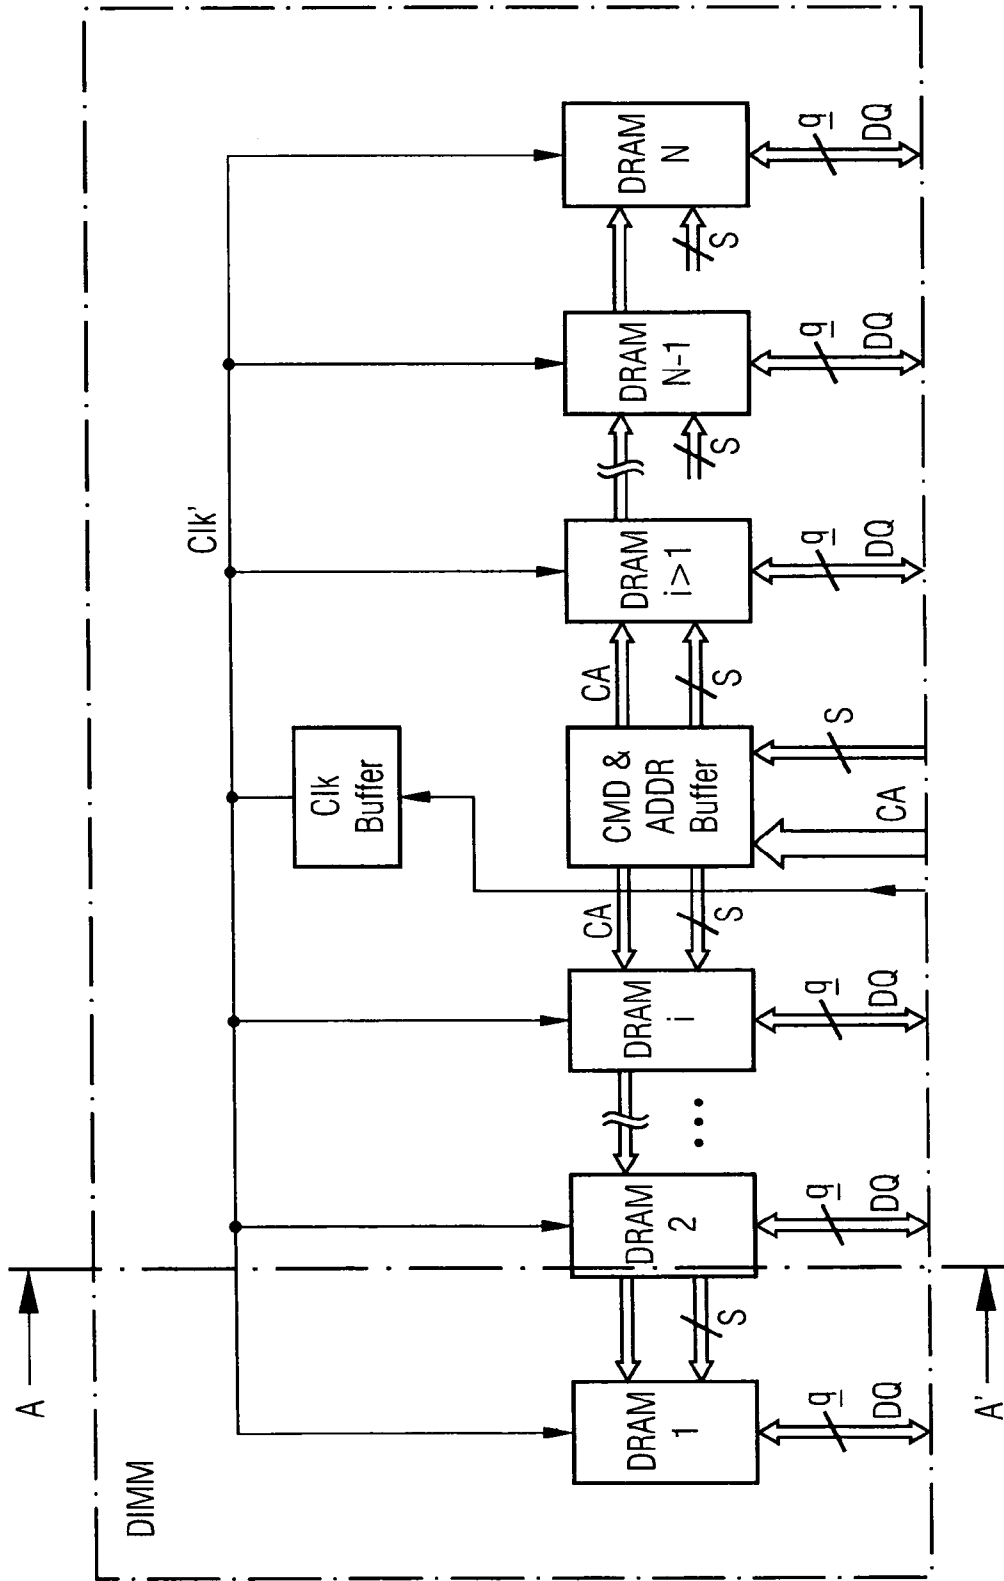 A
A'
DIMM
Clk'
Clk
Buffer
DRAM
1
DRAM
2
DRAM
i
CMD &
ADDR
Buffer
DRAM
i>1
DRAM
N-1
DRAM
N
S
...
CA
S
CA
S
S
S
q
DQ
q
DQ
q
DQ
CA
S
q
DQ
q
DQ
q
DQ